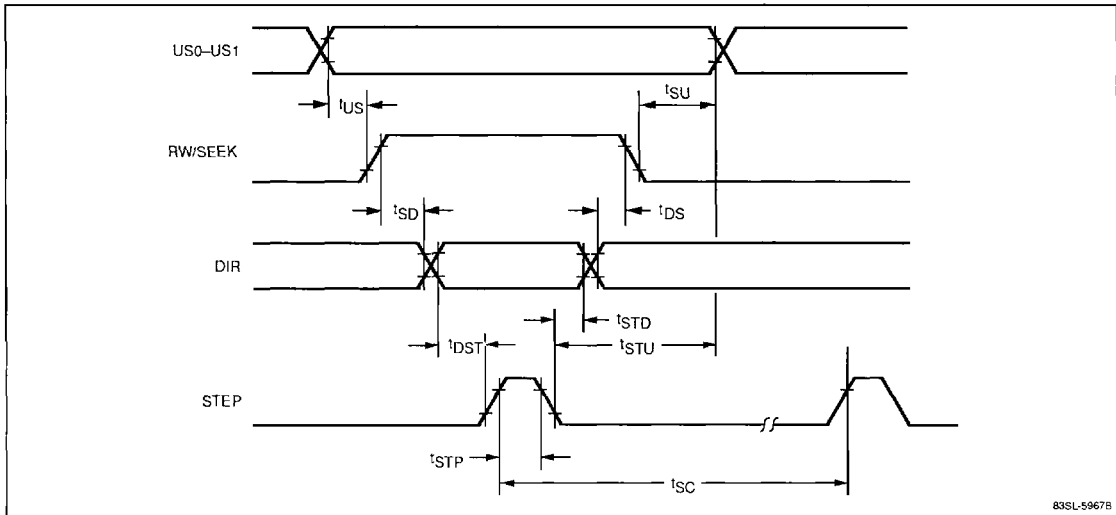 US0–US1
tUS
tSU
RW/SEEK
tSD
tDS
DIR
tSTD
tDST
tSTU
STEP
tSTP
tSC
83SL-5967B